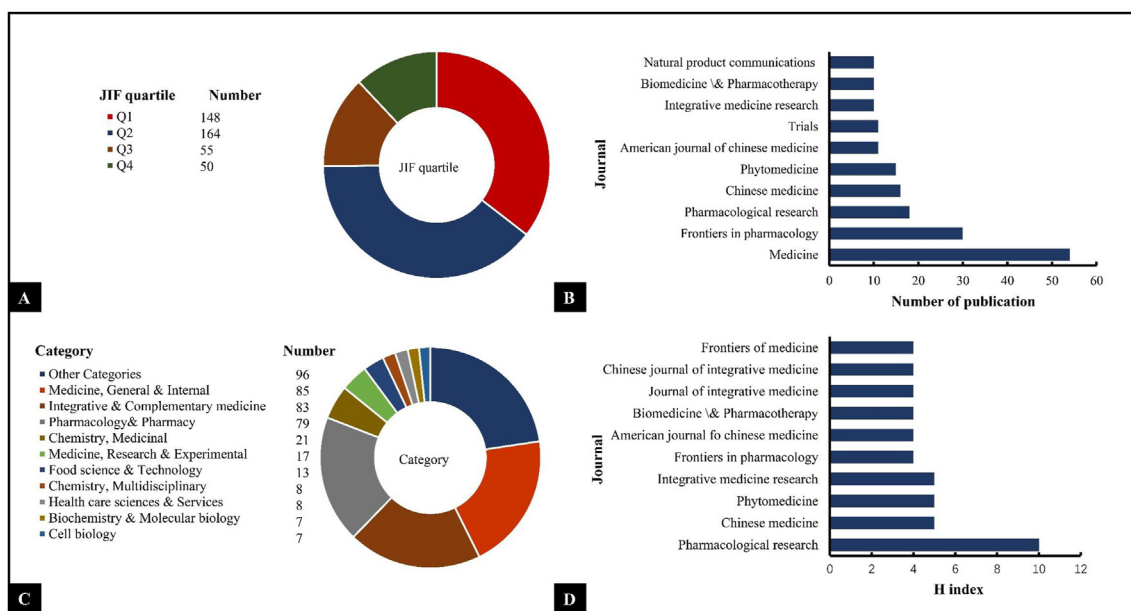 JIF quartile Number
Q1 148
Q2 164
Q3 55
Q4 50
JIF quartile
A
Journal
Natural product communications
Biomedicine \& Pharmacotherapy
Integrative medicine research
Trials
American journal of chinese medicine
Phytomedicine
Chinese medicine
Pharmacological research
Frontiers in pharmacology
Medicine
0 10 20 30 40 50 60
Number of publication
B
Category Number
Other Categories 96
Medicine, General & Internal 85
Integrative & Complementary medicine 83
Pharmacology& Pharmacy 79
Chemistry, Medicinal 21
Medicine, Research & Experimental 17
Food science & Technology 13
Chemistry, Multidisciplinary 8
Health care sciences & Services 8
Biochemistry & Molecular biology 7
Cell biology 7
Category
C
Journal
Frontiers of medicine
Chinese journal of integrative medicine
Journal of integrative medicine
Biomedicine \& Pharmacotherapy
American journal fo chinese medicine
Frontiers in pharmacology
Integrative medicine research
Phytomedicine
Chinese medicine
Pharmacological research
0 2 4 6 8 10 12
H index
D